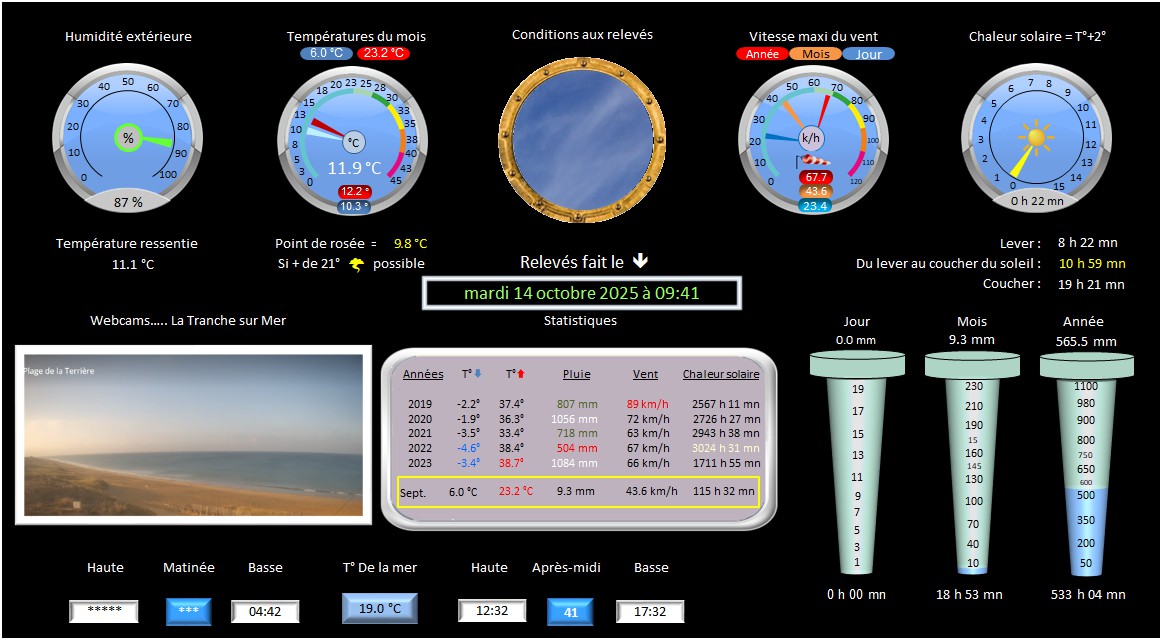 Humidité extérieure
Températures du mois
6.0 °C 23.2 °C
Conditions aux relevés
Vitesse maxi du vent
Année Mois Jour
Chaleur solaire = T°+2°
0 10 20 30 40 50 60 70 80 90 100
%
87 %
0 3 5 8 10 13 15 18 20 23 25 28 30 33 35 38 40 43 45
°C
11.9 °C
12.2 °
10.3 °
10 20 30 40 50 60 70 80 90 100 110 120
k/h
67.7
43.6
23.4
0 1 2 3 4 5 6 7 8 9 10 11 12 13 14 15
0 h 22 mn
Température ressentie
11.1 °C
Point de rosée = 9.8 °C
Si + de 21° possible
Relevés fait le
mardi 14 octobre 2025 à 09:41
Lever : 8 h 22 mn
Du lever au coucher du soleil : 10 h 59 mn
Coucher : 19 h 21 mn
Webcams..... La Tranche sur Mer
Plage de la Terrière
Statistiques
Années T° T° Pluie Vent Chaleur solaire
2019 -2.2° 37.4° 807 mm 89 km/h 2567 h 11 mn
2020 -1.9° 36.3° 1056 mm 72 km/h 2726 h 27 mn
2021 -3.5° 33.4° 718 mm 63 km/h 2943 h 38 mn
2022 -4.6° 38.4° 504 mm 67 km/h 3024 h 31 mn
2023 -3.4° 38.7° 1084 mm 66 km/h 1711 h 55 mn
Sept. 6.0 °C 23.2 °C 9.3 mm 43.6 km/h 115 h 32 mn
Jour
0.0 mm
19
17
15
13
11
9
7
5
3
1
0 h 00 mn
Mois
9.3 mm
230
210
190
15
160
145
130
100
70
40
10
18 h 53 mn
Année
565.5 mm
1100
980
900
800
750
650
600
500
350
200
50
533 h 04 mn
Haute Matinée Basse
***** *** 04:42
T° De la mer
19.0 °C
Haute Après-midi Basse
12:32 41 17:32